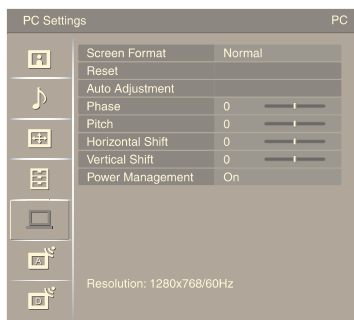 PC Settings PC
Screen Format Normal
Reset
Auto Adjustment
Phase 0
Pitch 0
Horizontal Shift 0
Vertical Shift 0
Power Management On
A
D
Resolution: 1280x768/60Hz